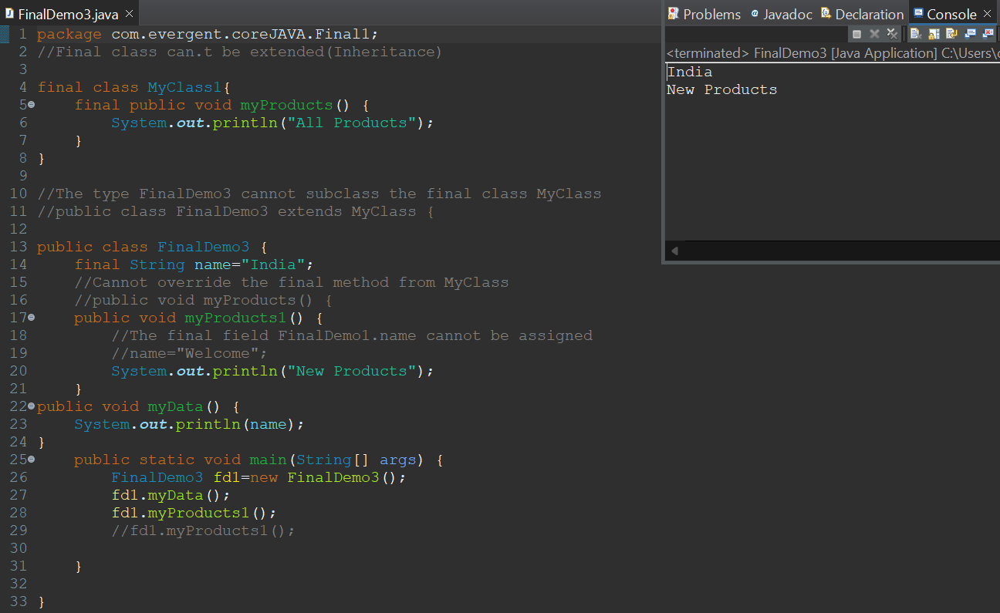 FinalDemo3.java
1 package com.evergent.coreJAVA.Final1;
2 //Final class can.t be extended(Inheritance)
3
4 final class MyClass1{
5 final public void myProducts() {
6 System.out.println("All Products");
7 }
8 }
9
10 //The type FinalDemo3 cannot subclass the final class MyClass
11 //public class FinalDemo3 extends MyClass {
12
13 public class FinalDemo3 {
14 final String name="India";
15 //Cannot override the final method from MyClass
16 //public void myProducts() {
17 public void myProducts1() {
18 //The final field FinalDemo1.name cannot be assigned
19 //name="Welcome";
20 System.out.println("New Products");
21 }
22 public void myData() {
23 System.out.println(name);
24 }
25 public static void main(String[] args) {
26 FinalDemo3 fd1=new FinalDemo3();
27 fd1.myData();
28 fd1.myProducts1();
29 //fd1.myProducts1();
30
31 }
32
33 }
Problems @ Javadoc Declaration Console
<terminated> FinalDemo3 [Java Application] C:\Users\
India
New Products